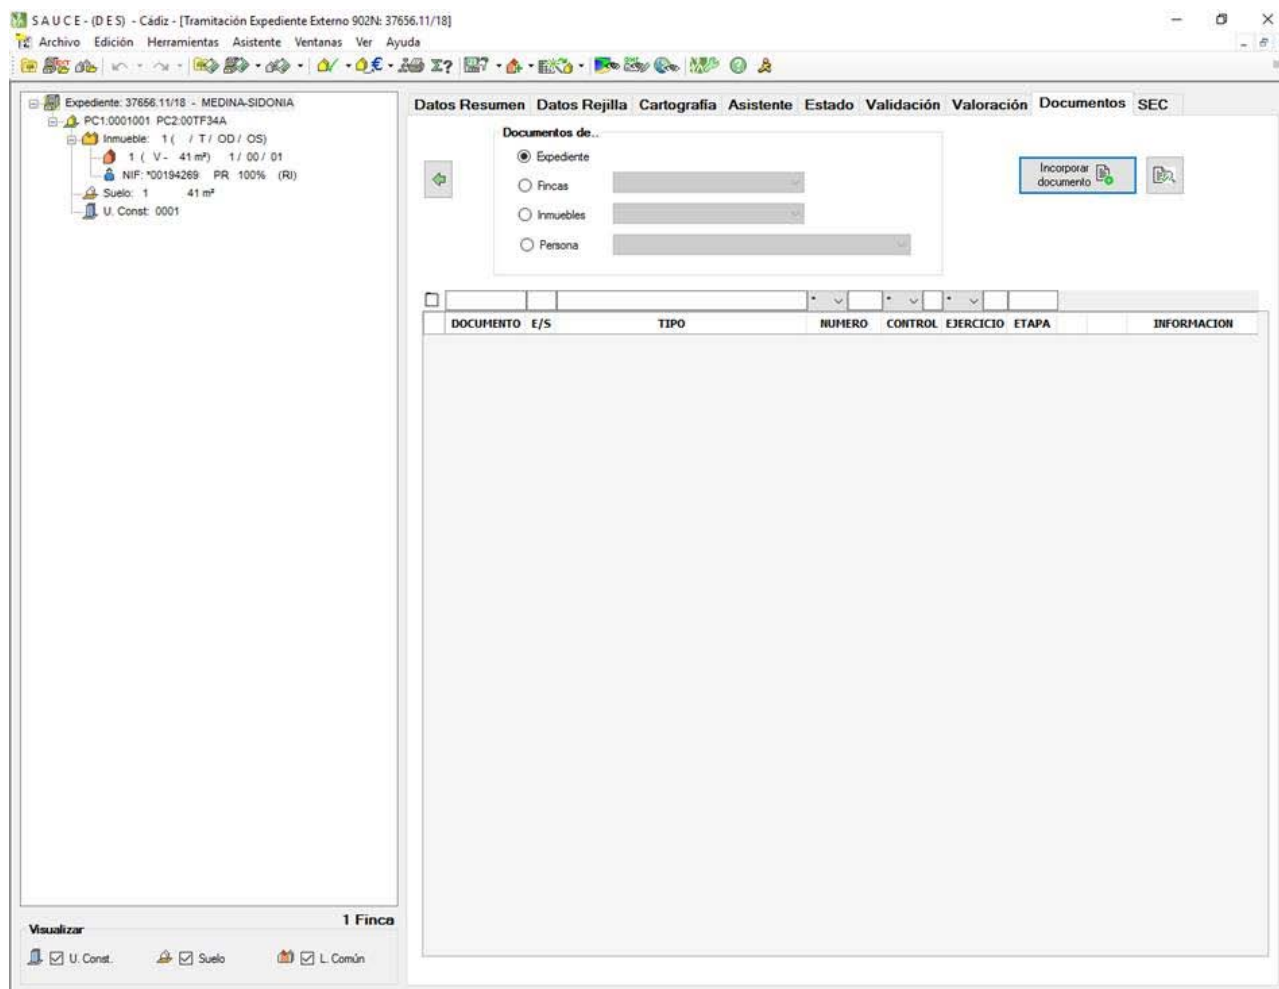 S A U C E - (D E S) - Cádiz - [Tramitación Expediente Externo 902N: 37656.11/18]
Archivo Edición Herramientas Asistente Ventanas Ver Ayuda
Expediente: 37656.11/18 - MEDINA-SIDONIA
PC1:0001001 PC2:00TF34A
Inmueble: 1 ( / T / OD / OS)
1 ( V - 41 m²) 1 / 00 / 01
NIF: *00194269 PR 100% (RI)
Suelo: 1 41 m²
U. Const: 0001
1 Finca
Visualizar
U. Const. Suelo L. Común
Datos Resumen Datos Rejilla Cartografía Asistente Estado Validación Valoración Documentos SEC
Documentos de..
Expediente
Fincas
Inmuebles
Persona
Incorporar
documento
* * *
DOCUMENTO E/S TIPO NUMERO CONTROL EJERCICIO ETAPA INFORMACION